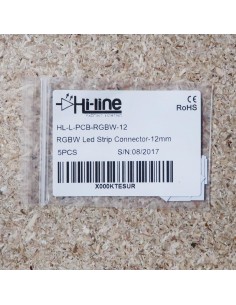 Hi-line
CE
RoHS
HL-L-PCB-RGBW-12
RGBW Led Strip Connector-12mm
5PCS S/N:08/2017
X000KTESUR